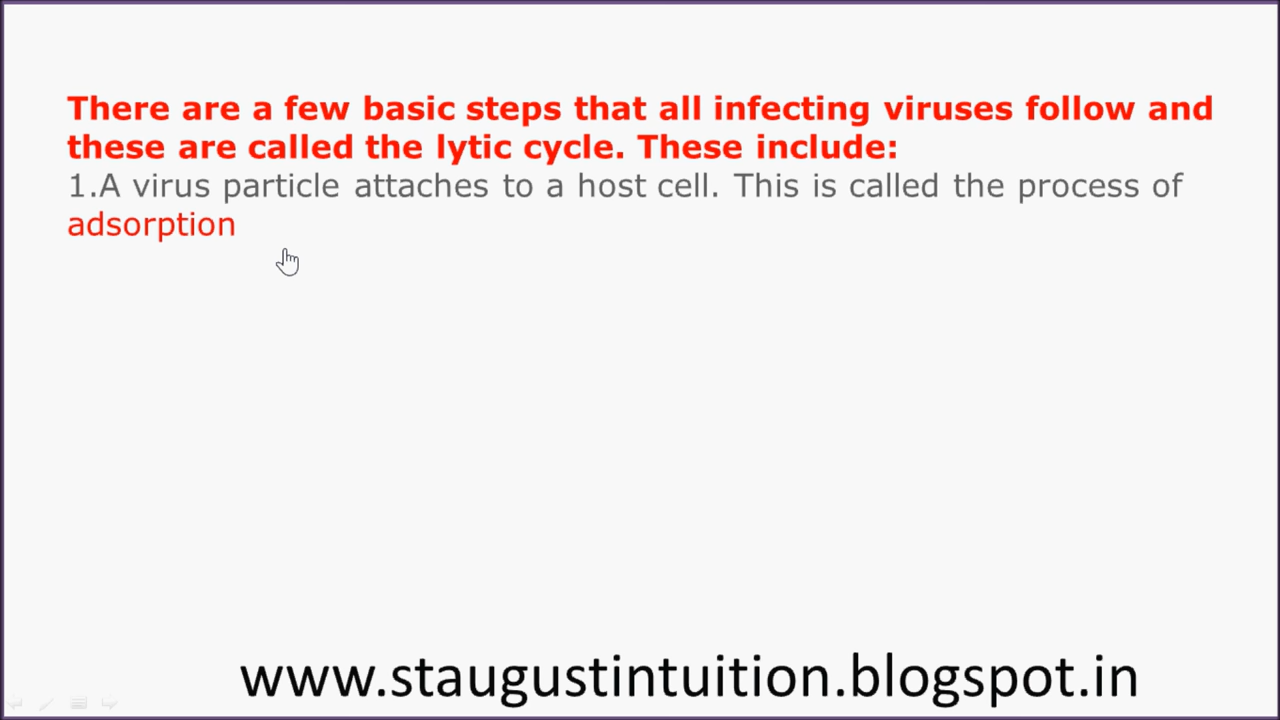 There are a few basic steps that all infecting viruses follow and
these are called the lytic cycle. These include:
1.A virus particle attaches to a host cell. This is called the process of
adsorption
www.staugustintuition.blogspot.in